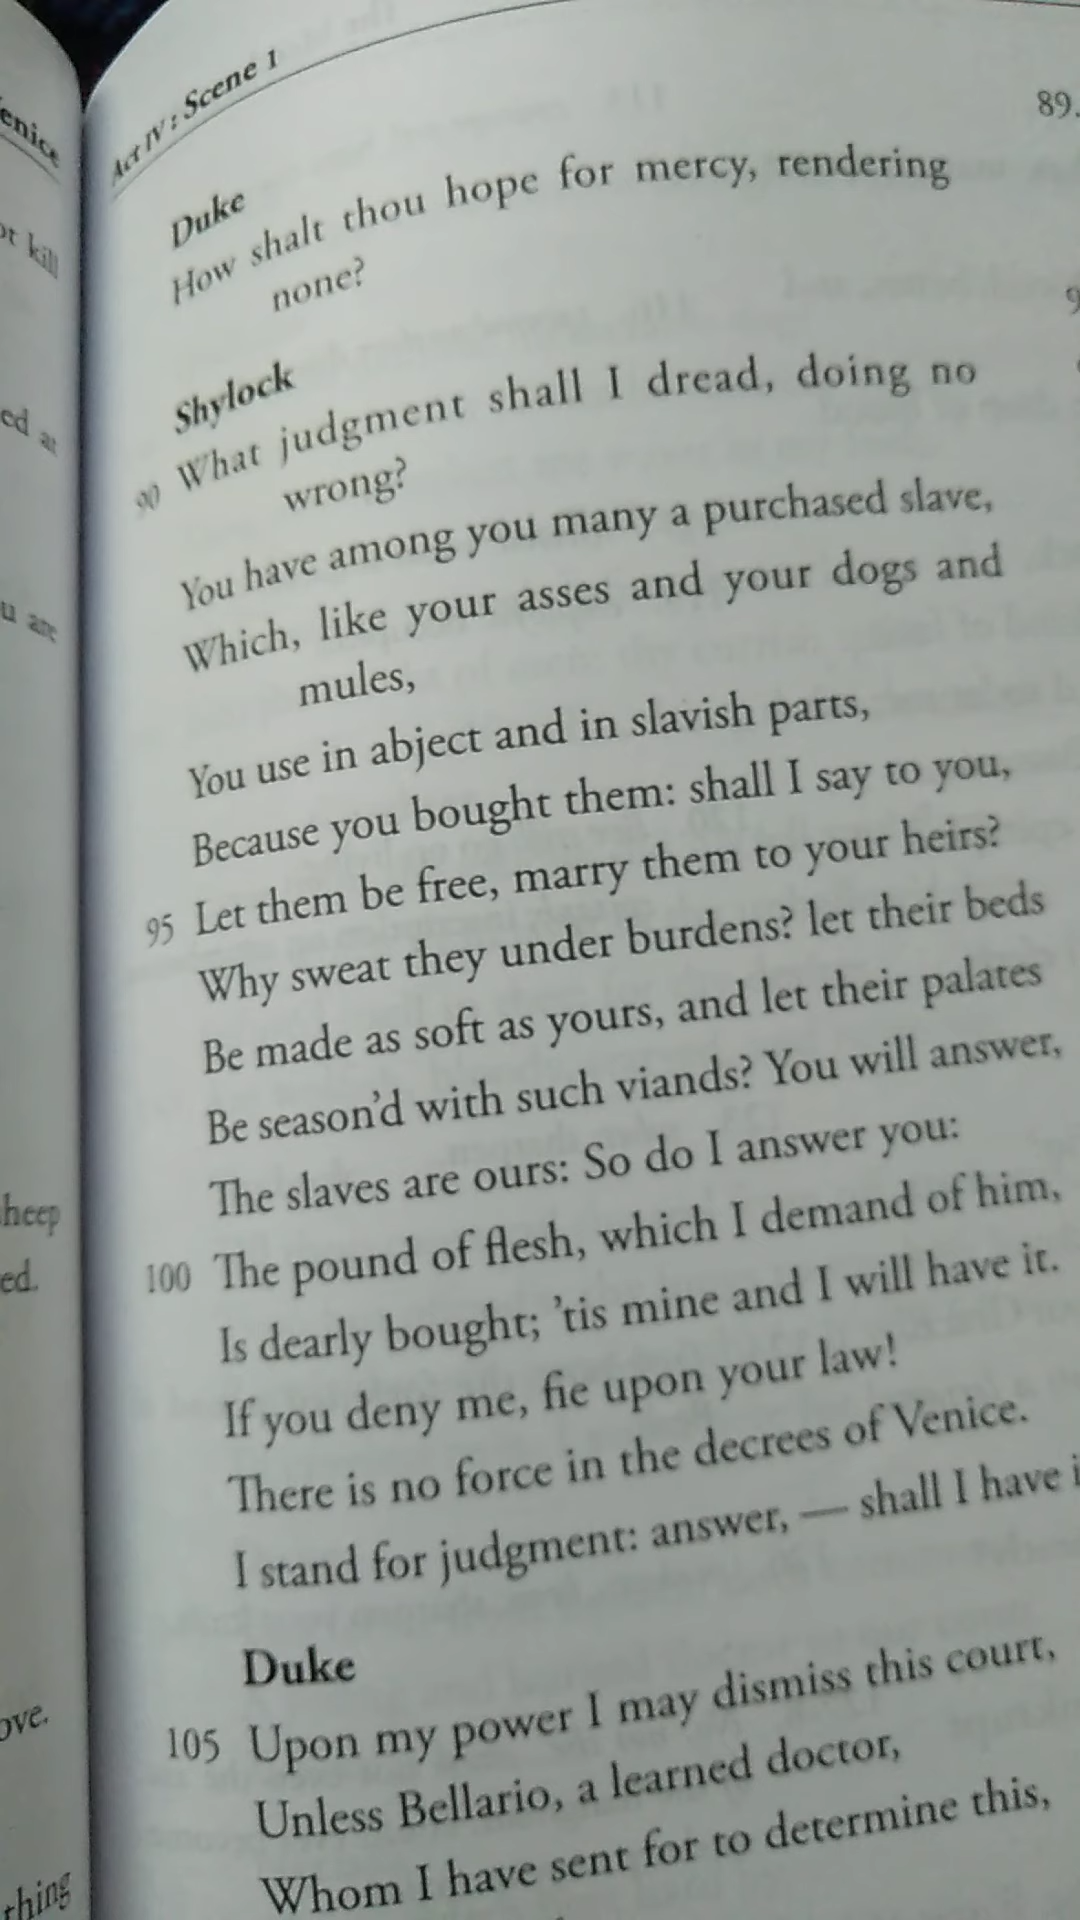 Act IV : Scene 1
89.
Duke
How shalt thou hope for mercy, rendering
none?
Shylock
90 What judgment shall I dread, doing no
wrong?
You have among you many a purchased slave,
Which, like your asses and your dogs and
mules,
You use in abject and in slavish parts,
Because you bought them: shall I say to you,
95 Let them be free, marry them to your heirs?
Why sweat they under burdens? let their beds
Be made as soft as yours, and let their palates
Be season’d with such viands? You will answer,
The slaves are ours: So do I answer you:
100 The pound of flesh, which I demand of him,
Is dearly bought; ’tis mine and I will have it.
If you deny me, fie upon your law!
There is no force in the decrees of Venice.
I stand for judgment: answer, — shall I have
Duke
105 Upon my power I may dismiss this court,
Unless Bellario, a learned doctor,
Whom I have sent for to determine this,